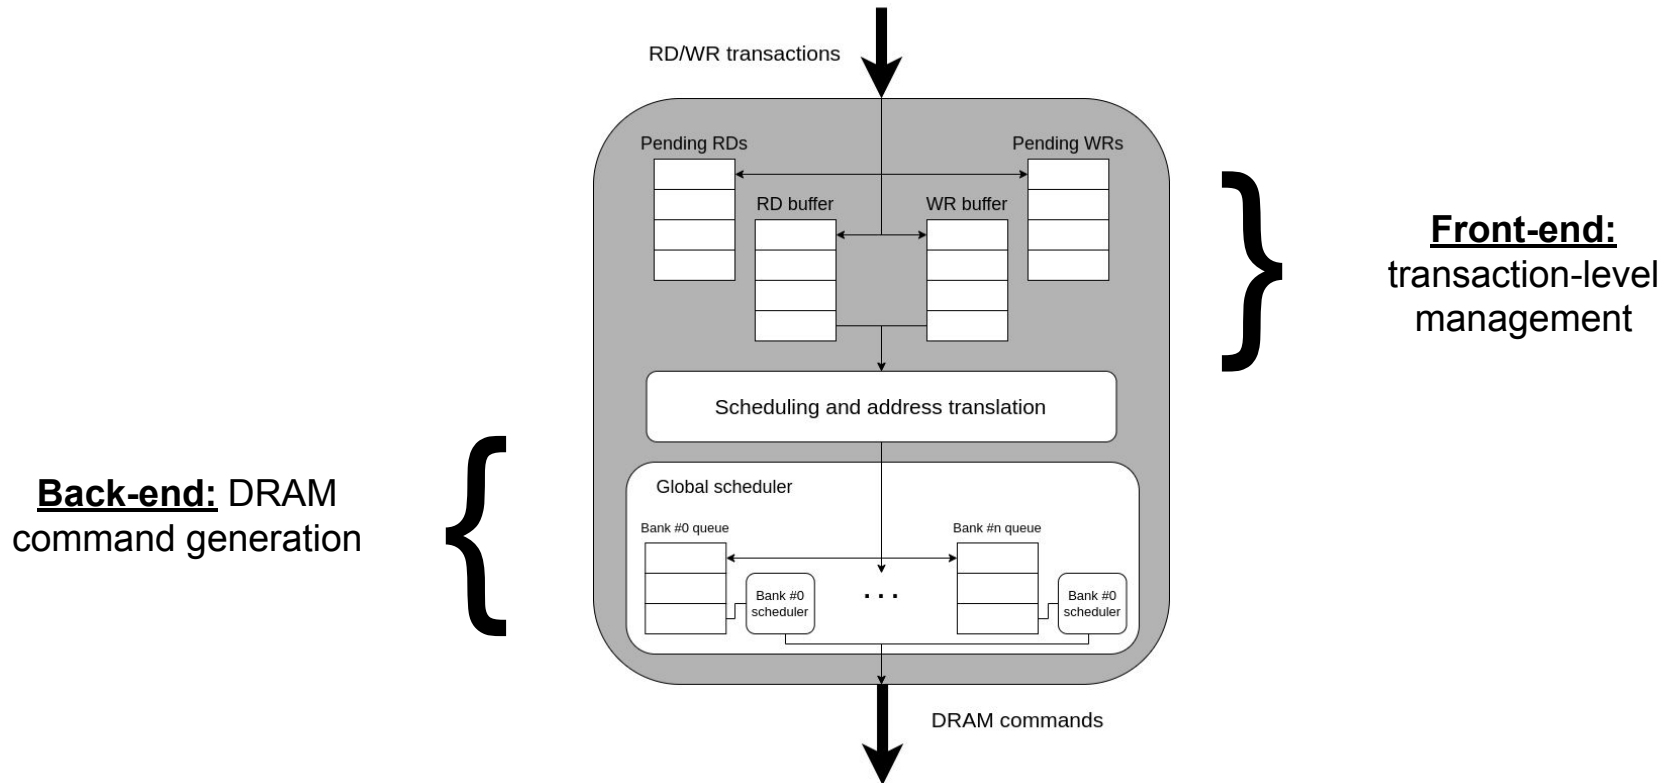 RD/WR transactions
Pending RDs
Pending WRs
RD buffer
WR buffer
Front-end:
transaction-level
management
Scheduling and address translation
Back-end: DRAM
command generation
Global scheduler
Bank #0 queue
Bank #n queue
Bank #0
scheduler
. . .
Bank #0
scheduler
DRAM commands